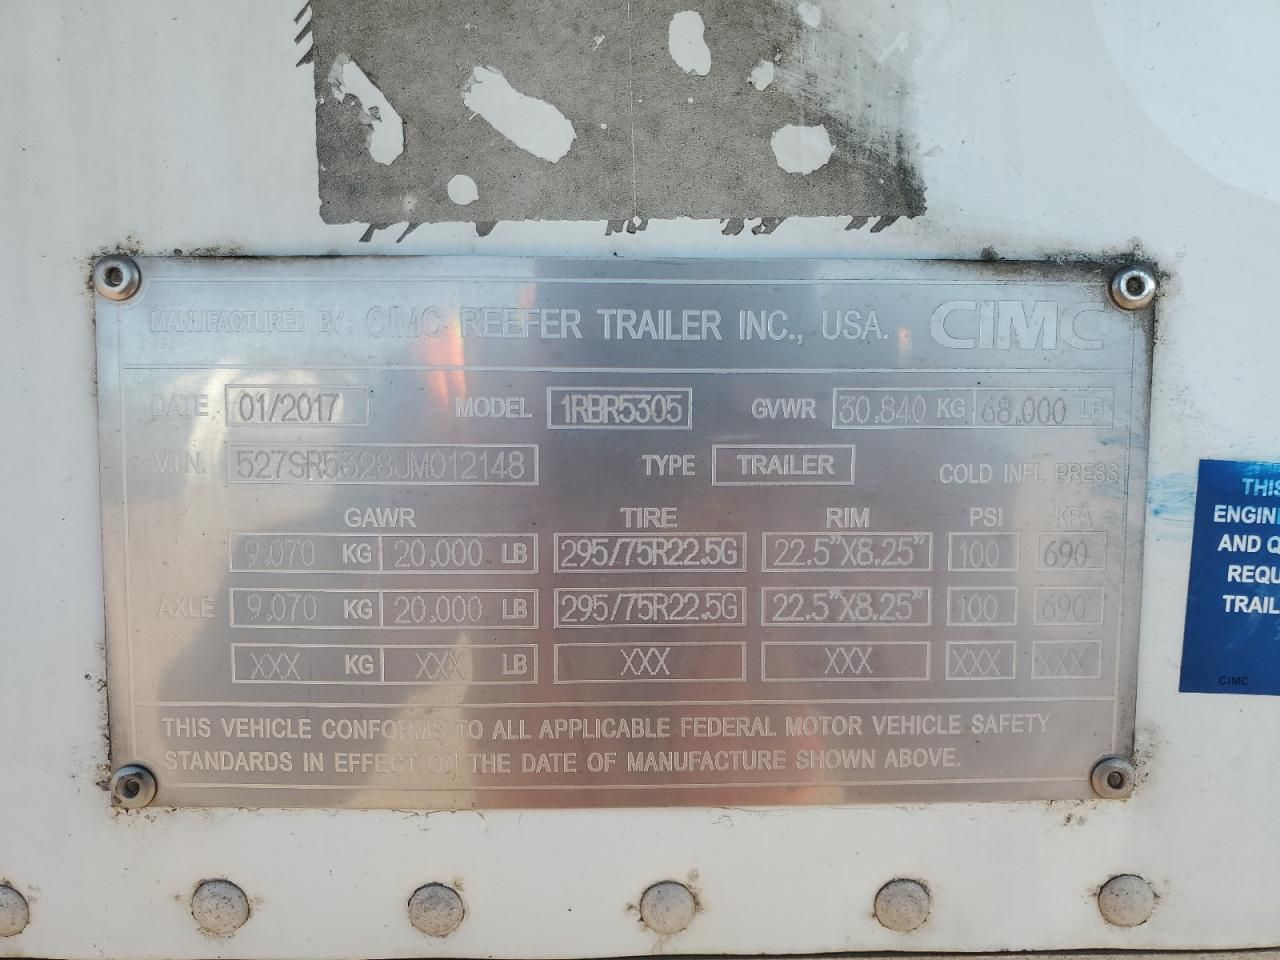 MANUFACTURED BY: CIMC REEFER TRAILER INC., USA. CIMC
DATE 01/2017 MODEL 1RBR5305 GVWR 30.840 KG 68.000 LB
V.I.N. 527SR5328JM012148 TYPE TRAILER COLD INFL PRESS
GAWR TIRE RIM PSI KPA
9.070 KG 20.000 LB 295/75R22.5G 22.5"X8.25" 100 690
AXLE 9.070 KG 20.000 LB 295/75R22.5G 22.5"X8.25" 100 690
XXX KG XXX LB XXX XXX XXX XXX
THIS VEHICLE CONFORMS TO ALL APPLICABLE FEDERAL MOTOR VEHICLE SAFETY
STANDARDS IN EFFECT ON THE DATE OF MANUFACTURE SHOWN ABOVE.
THIS
ENGIN
AND Q
REQU
TRAIL
CIMC